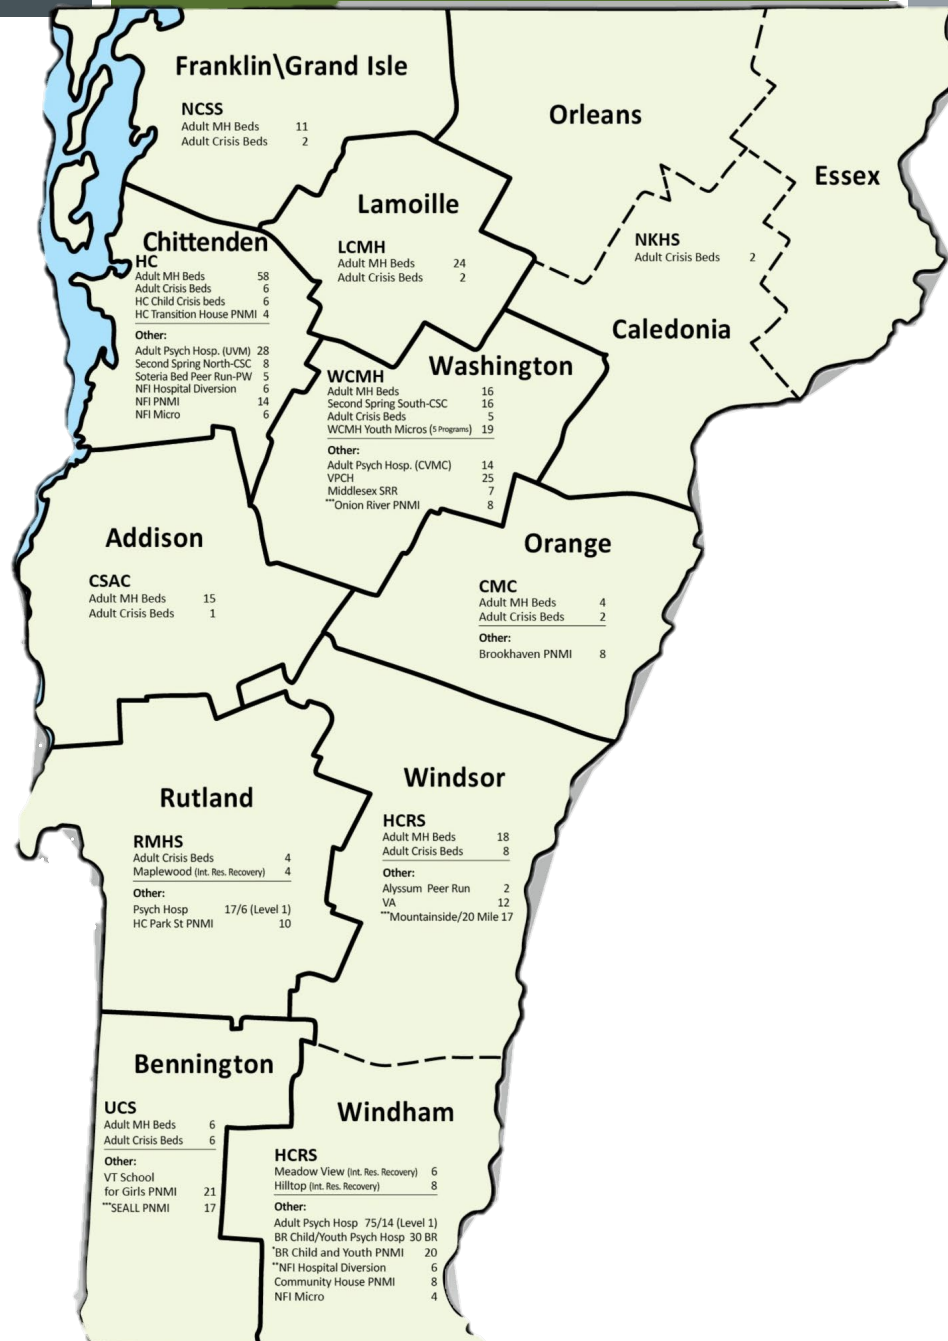 Franklin\Grand Isle
NCSS
Adult MH Beds 11
Adult Crisis Beds 2
Orleans
Essex
Lamoille
LCMH
Adult MH Beds 24
Adult Crisis Beds 2
NKHS
Adult Crisis Beds 2
Caledonia
Chittenden
HC
Adult MH Beds 58
Adult Crisis Beds 6
HC Child Crisis beds 6
HC Transition House PNMI 4
Other:
Adult Psych Hosp. (UVM) 28
Second Spring North-CSC 8
Soteria Bed Peer Run-PW 5
NFI Hospital Diversion 6
NFI PNMI 14
NFI Micro 6
Washington
WCMH
Adult MH Beds 16
Second Spring South-CSC 16
Adult Crisis Beds 5
WCMH Youth Micros (5 Programs) 19
Other:
Adult Psych Hosp. (CVMC) 14
VPCH 25
Middlesex SRR 7
***Onion River PNMI 8
Addison
CSAC
Adult MH Beds 15
Adult Crisis Beds 1
Orange
CMC
Adult MH Beds 4
Adult Crisis Beds 2
Other:
Brookhaven PNMI 8
Rutland
RMHS
Adult Crisis Beds 4
Maplewood (Int. Res. Recovery) 4
Other:
Psych Hosp 17/6 (Level 1)
HC Park St PNMI 10
Windsor
HCRS
Adult MH Beds 18
Adult Crisis Beds 8
Other:
Alyssum Peer Run 2
VA 12
***Mountainside/20 Mile 17
Bennington
UCS
Adult MH Beds 6
Adult Crisis Beds 6
Other:
VT School
for Girls PNMI 21
***SEALL PNMI 17
Windham
HCRS
Meadow View (Int. Res. Recovery) 6
Hilltop (Int. Res. Recovery) 8
Other:
Adult Psych Hosp 75/14 (Level 1)
BR Child/Youth Psych Hosp 30 BR
*BR Child and Youth PNMI 20
**NFI Hospital Diversion 6
Community House PNMI 8
NFI Micro 4